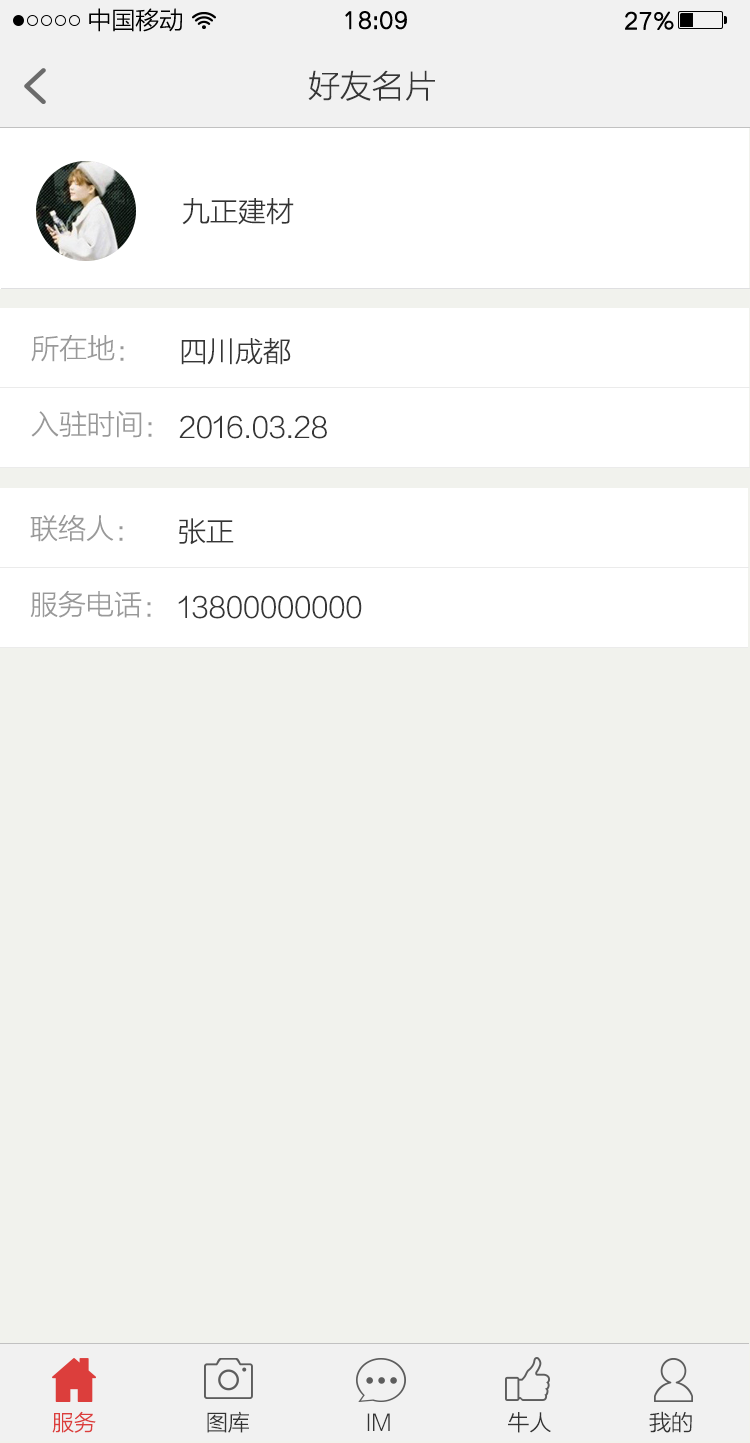 中国移动 18:09 27%
好友名片
九正建材
所在地: 四川成都
入驻时间: 2016.03.28
联络人: 张正
服务电话: 13800000000
服务 图库 IM 牛人 我的